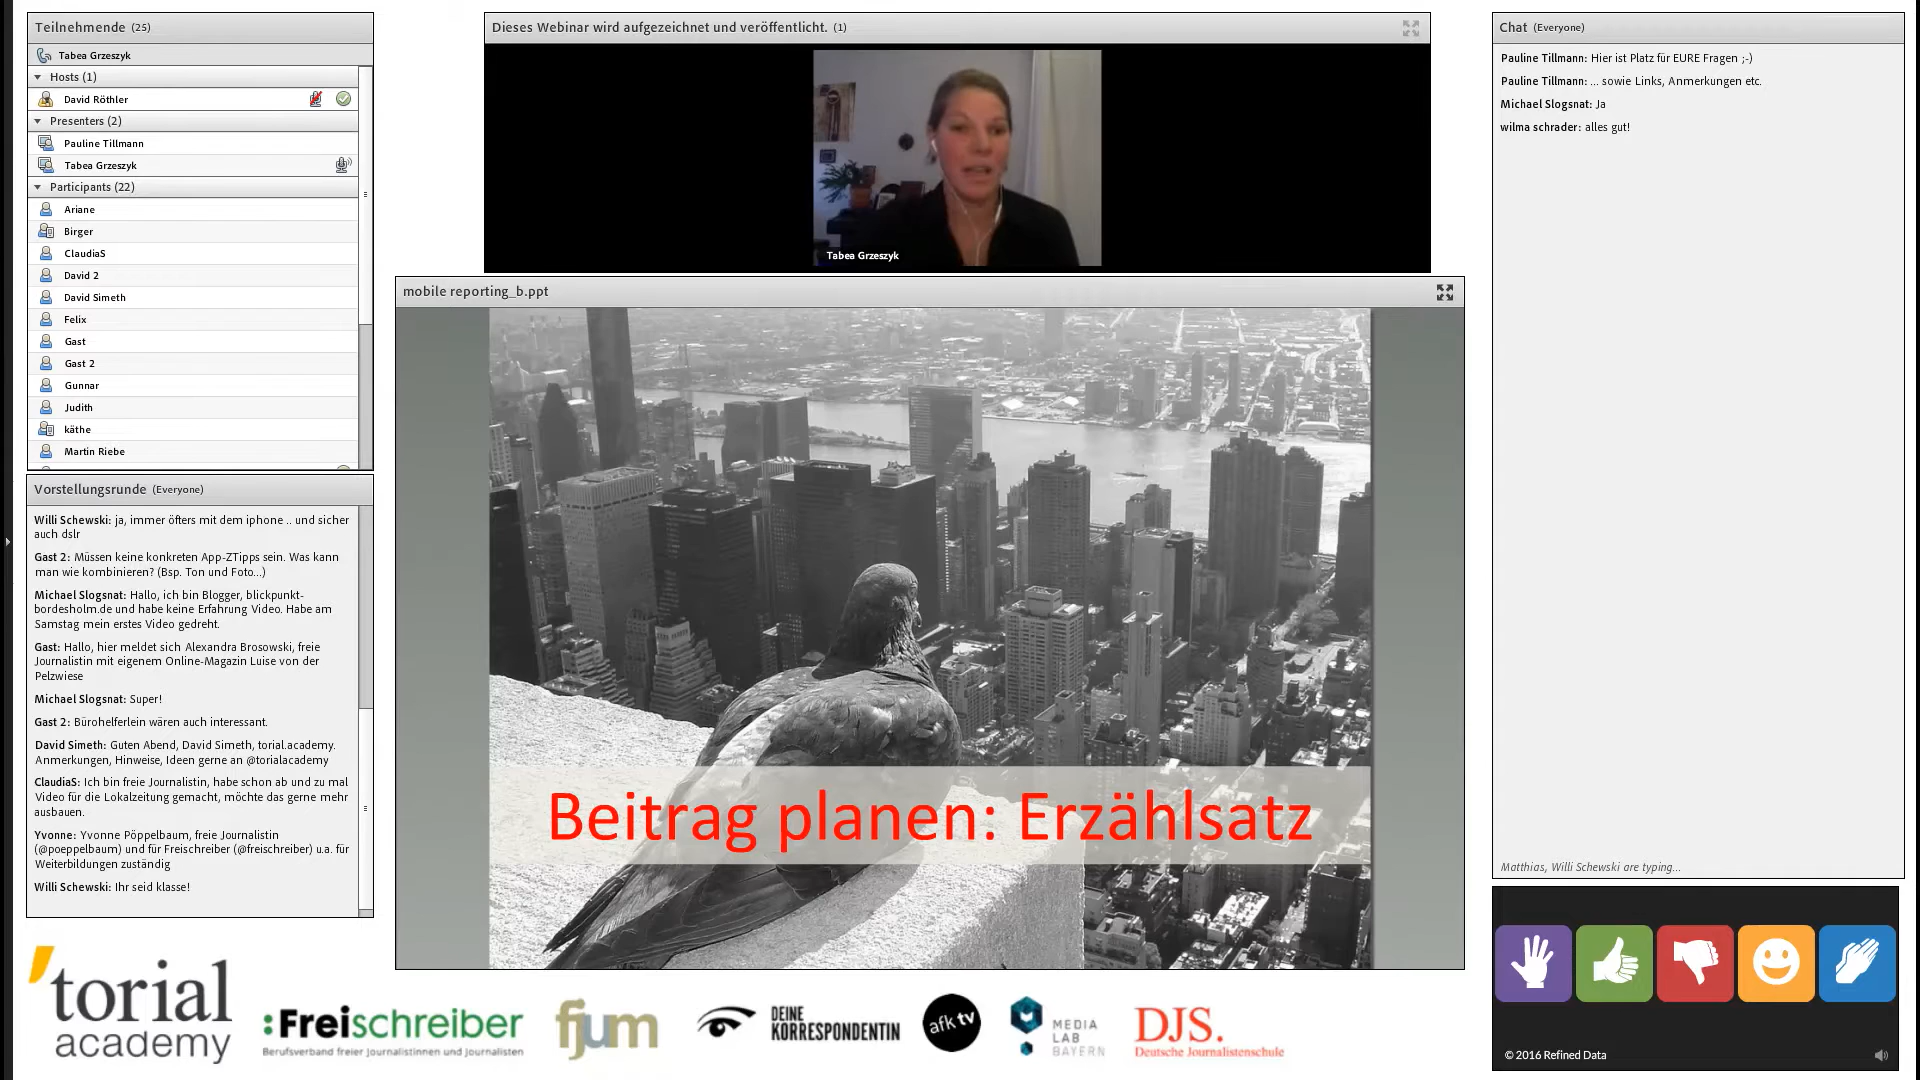 Teilnehmende (25)
Tabea Grzeszyk
Hosts (1)
David Röthler
Presenters (2)
Pauline Tillmann
Tabea Grzeszyk
Participants (22)
Ariane
Birger
ClaudiaS
David 2
David Simeth
Felix
Gast
Gast 2
Gunnar
Judith
käthe
Martin Riebe
Vorstellungsrunde (Everyone)
Willi Schewski: ja, immer öfters mit dem iphone .. und sicher
auch dslr
Gast 2: Müssen keine konkreten App-ZTipps sein. Was kann
man wie kombinieren? (Bsp. Ton und Foto...)
Michael Slogsnat: Hallo, ich bin Blogger, blickpunkt-
bordesholm.de und habe keine Erfahrung Video. Habe am
Samstag mein erstes Video gedreht.
Gast: Hallo, hier meldet sich Alexandra Brosowski, freie
Journalistin mit eigenem Online-Magazin Luise von der
Pelzwiese
Michael Slogsnat: Super!
Gast 2: Bürohelferlein wären auch interessant.
David Simeth: Guten Abend, David Simeth, torial.academy.
Anmerkungen, Hinweise, Ideen gerne an @torialacademy
ClaudiaS: Ich bin freie Journalistin, habe schon ab und zu mal
Video für die Lokalzeitung gemacht, möchte das gerne mehr
ausbauen.
Yvonne: Yvonne Pöppelbaum, freie Journalistin
(@poeppelbaum) und für Freischreiber (@freischreiber) u.a. für
Weiterbildungen zuständig
Willi Schewski: Ihr seid klasse!
Dieses Webinar wird aufgezeichnet und veröffentlicht. (1)
Tabea Grzeszyk
mobile reporting_b.ppt
Beitrag planen: Erzählsatz
Chat (Everyone)
Pauline Tillmann: Hier ist Platz für EURE Fragen ;-)
Pauline Tillmann: ... sowie Links, Anmerkungen etc.
Michael Slogsnat: Ja
wilma schrader: alles gut!
Matthias, Willi Schewski are typing...
© 2016 Refined Data
'torial
academy
:Freischreiber
Berufsverband freier Journalistinnen und Journalisten
fjum
DEINE
KORRESPONDENTIN
afk tv
MEDIA
LAB
BAYERN
DJS.
Deutsche Journalistenschule